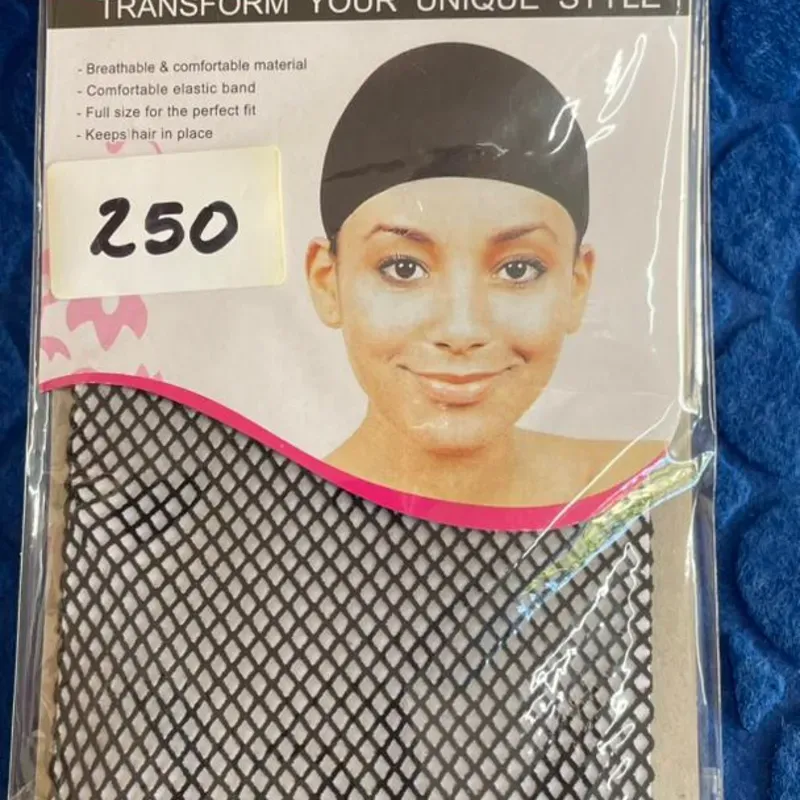 TRANSFORM YOUR UNIQUE STYLE
- Breathable & comfortable material
- Comfortable elastic band
- Full size for the perfect fit
- Keeps hair in place
250